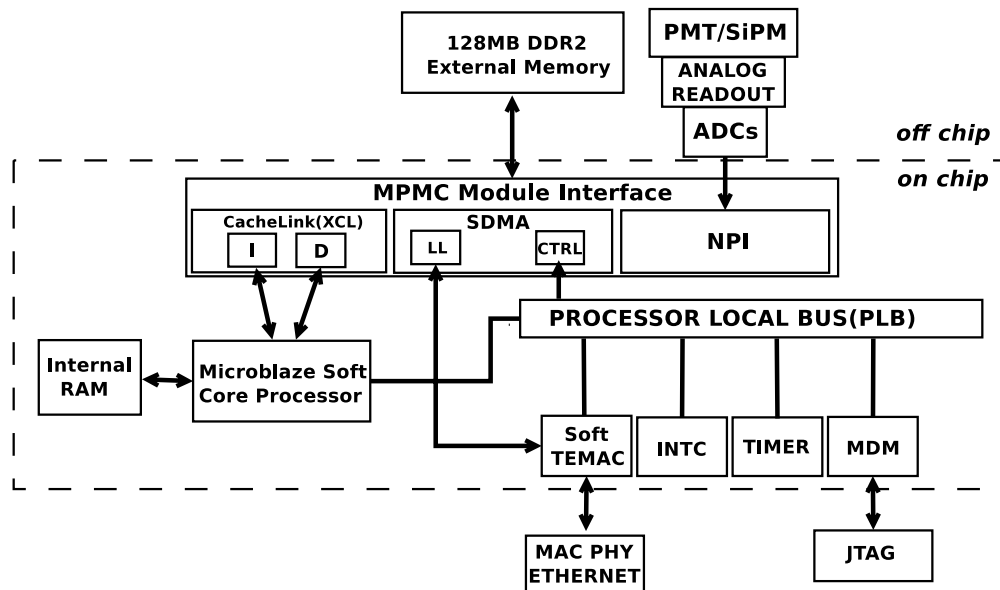 128MB DDR2
External Memory
PMT/SiPM
ANALOG
READOUT
ADCs
off chip
on chip
MPMC Module Interface
CacheLink(XCL)
I
D
SDMA
LL
CTRL
NPI
PROCESSOR LOCAL BUS(PLB)
Internal
RAM
Microblaze Soft
Core Processor
Soft
TEMAC
INTC
TIMER
MDM
MAC PHY
ETHERNET
JTAG